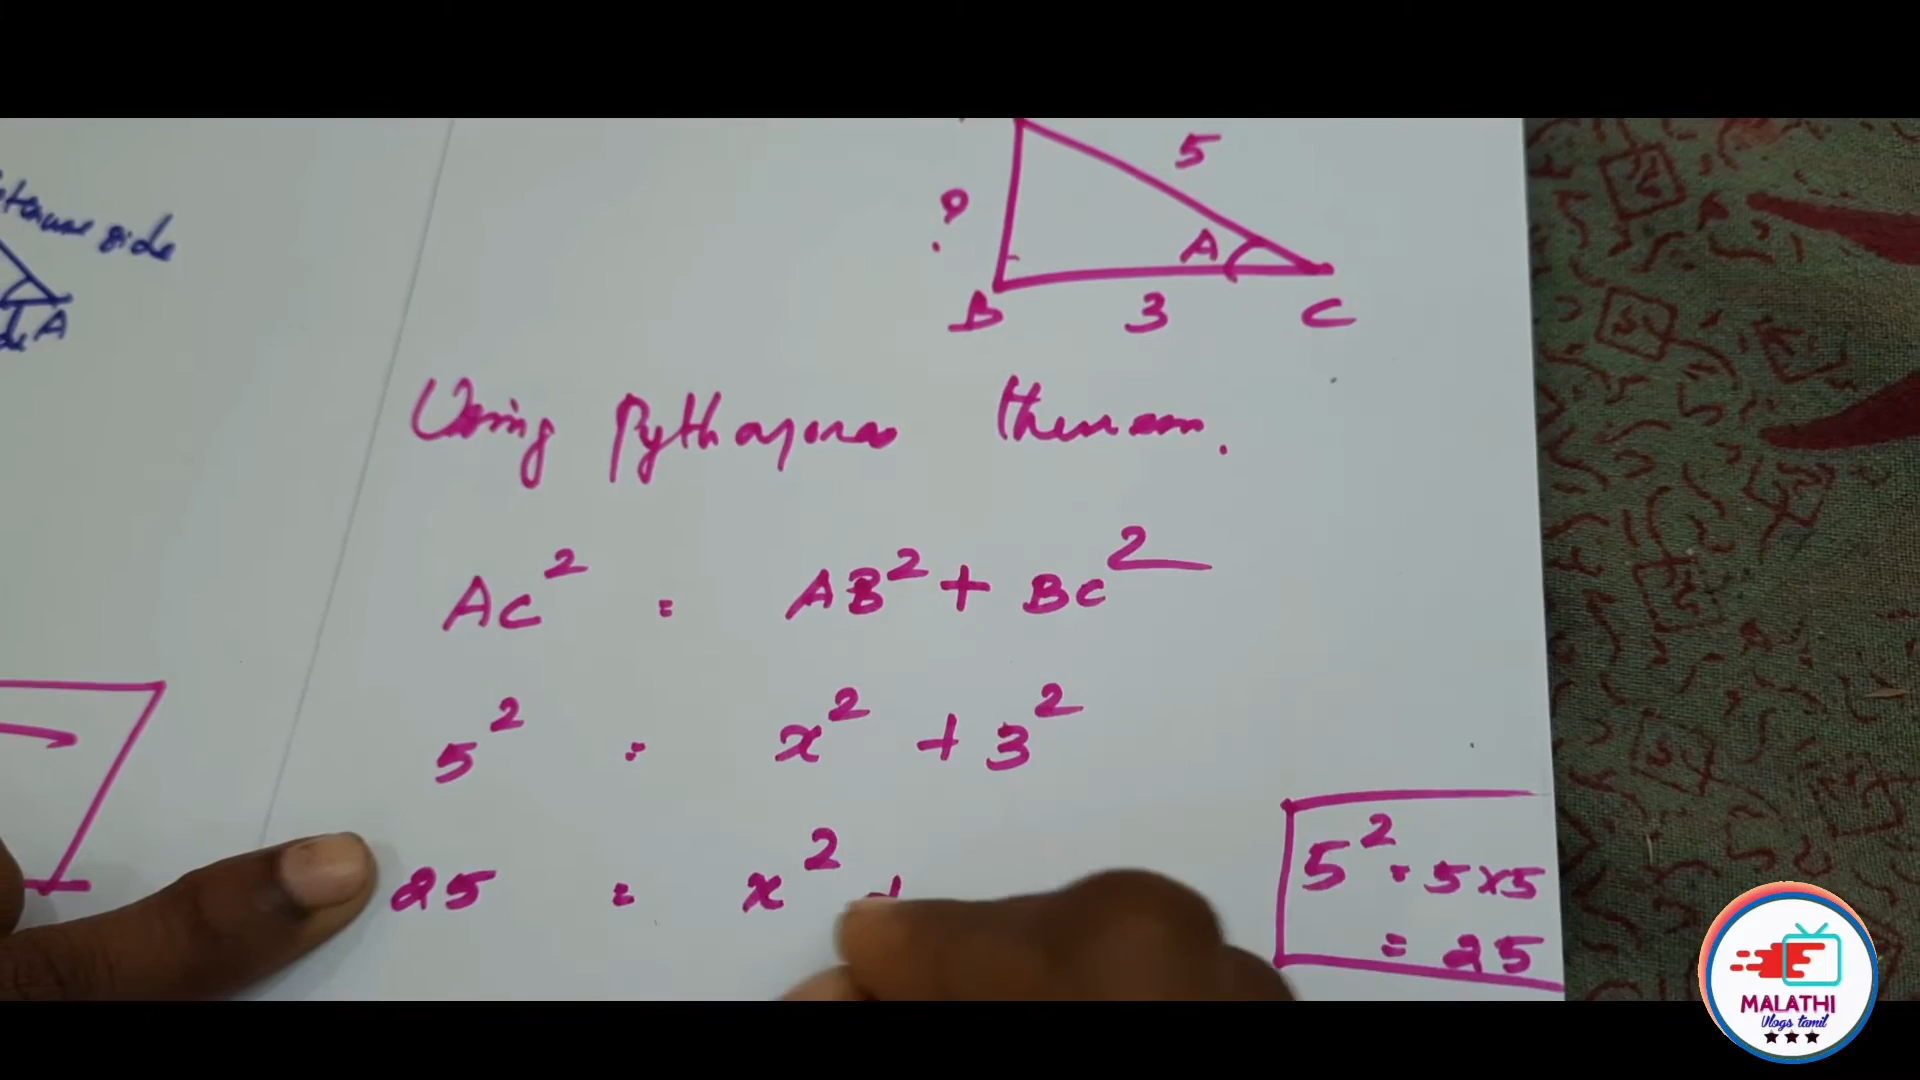 side
A
5
?
A
B
3
C
Using Pythagoras theorem.
AC² = AB² + BC²
5² = x² + 3²
25 = x² +
5² = 5×5
= 25
MALATHI
Vlogs tamil